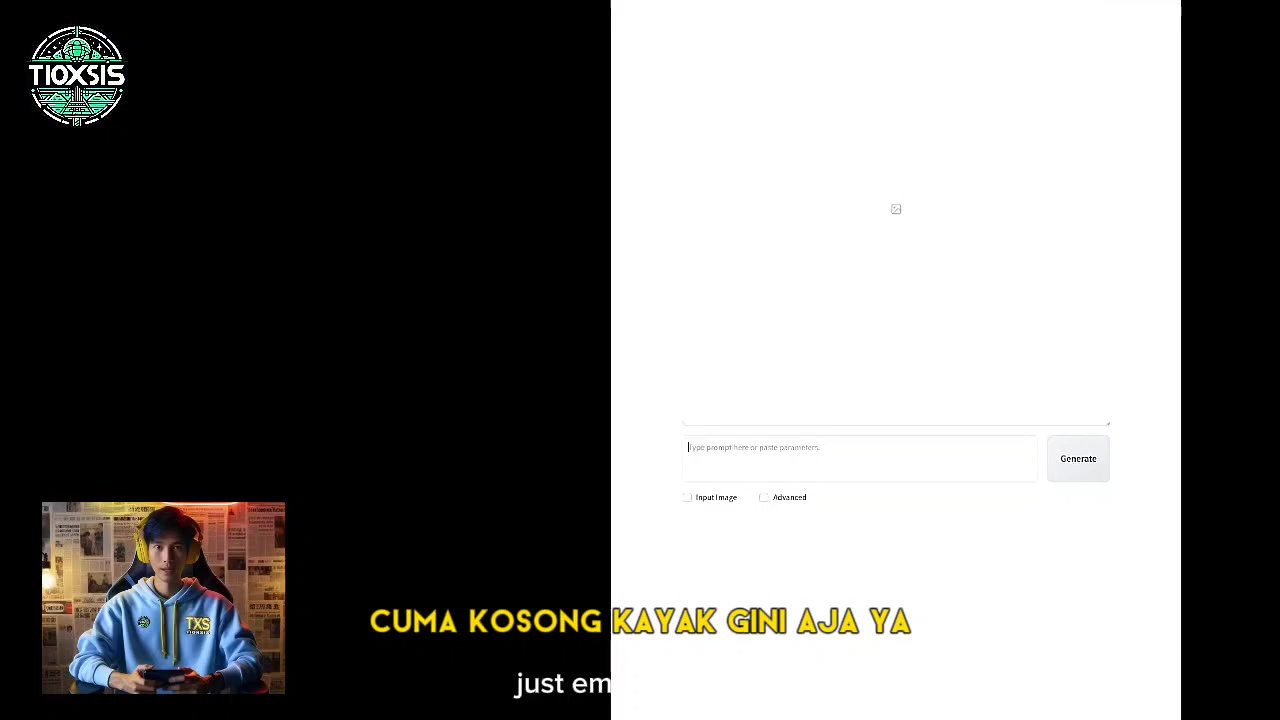 TIOXSIS
Type prompt here or paste parameters.
Generate
Input Image
Advanced
TXS
TIOXSIS
CUMA KOSONG KAYAK GINI AJA YA
just em